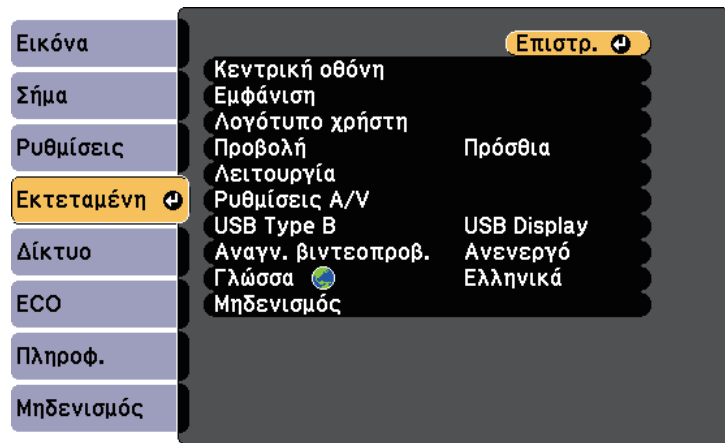 Εικόνα
Σήμα
Ρυθμίσεις
Εκτεταμένη
Δίκτυο
ECO
Πληροφ.
Μηδενισμός
Επιστρ.
Κεντρική οθόνη
Εμφάνιση
Λογότυπο χρήστη
Προβολή Πρόσθια
Λειτουργία
Ρυθμίσεις A/V
USB Type B USB Display
Αναγν. βιντεοπροβ. Ανενεργό
Γλώσσα Ελληνικά
Μηδενισμός